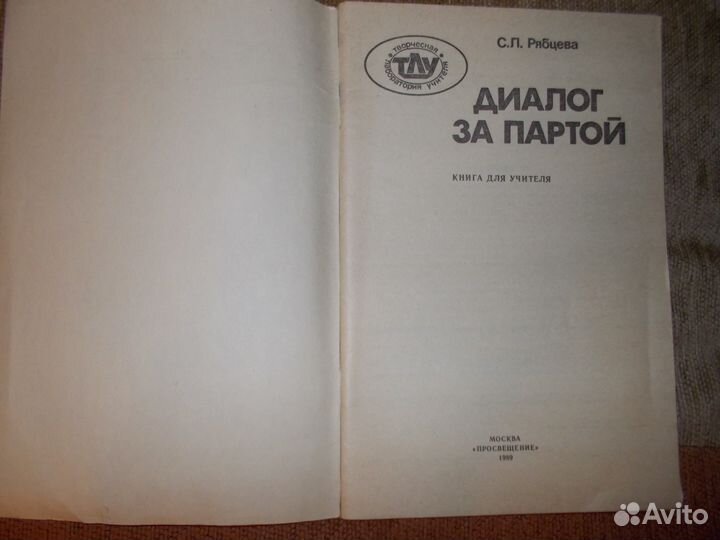 творческая
ТЛУ
лаборатория учителя
С.Л. Рябцева
ДИАЛОГ
ЗА ПАРТОЙ
КНИГА ДЛЯ УЧИТЕЛЯ
МОСКВА
«ПРОСВЕЩЕНИЕ»
1989
Avito